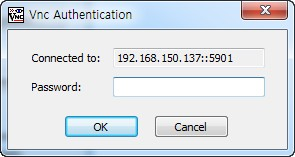 VNC
Vnc Authentication
Connected to:
192.168.150.137::5901
Password:
OK
Cancel